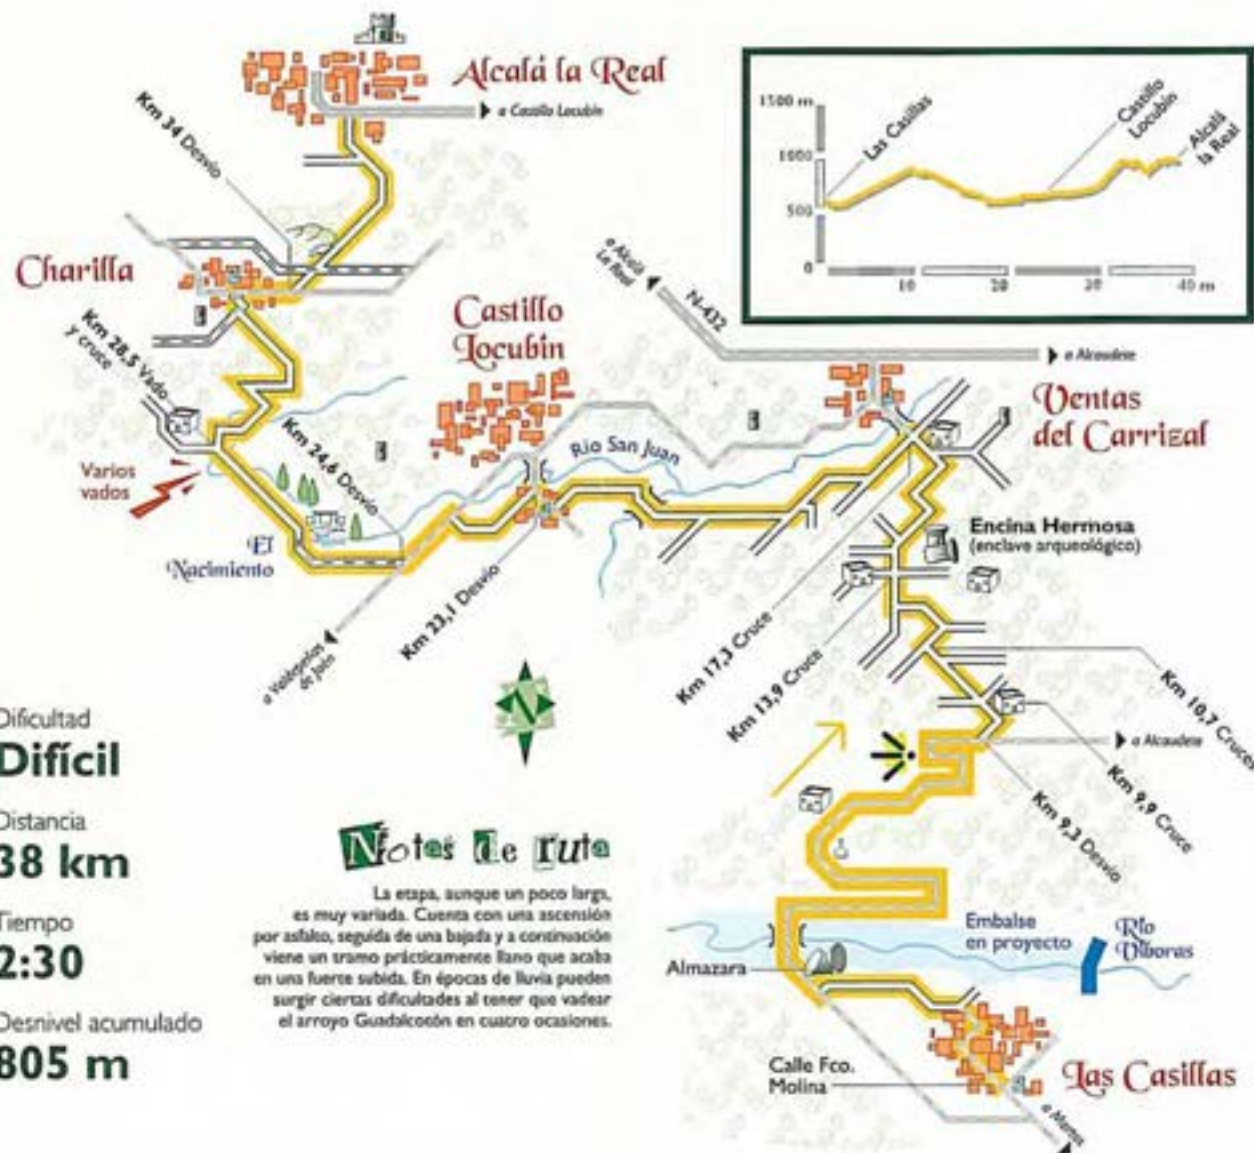 Alcalá la Real
a Castillo Locubín
Km 34 Desvío
Charilla
Km 28,5 Vado
y cruce
Varios
vados
El
Nacimiento
Km 24,6 Desvío
Castillo
Locubín
Río San Juan
a Alcalá
La Real
N-432
a Alcaudete
Ventas
del Carrizal
Encina Hermosa
(enclave arqueológico)
Km 23,1 Desvío
a Valdepeñas
de Jaén
Km 17,3 Cruce
Km 13,9 Cruce
Km 10,7 Cruces
Km 9,9 Cruce
Km 9,3 Desvío
a Alcaudete
Embalse
en proyecto
Río
Víboras
Almazara
Calle Fco.
Molina
Las Casillas
a Martos
1500 m
1000
500
0
10
20
30
40 m
Las Casillas
Castillo
Locubín
Alcalá
la Real
N
Dificultad
Difícil
Distancia
38 km
Tiempo
2:30
Desnivel acumulado
805 m
Notas de ruta
La etapa, aunque un poco larga,
es muy variada. Cuenta con una ascensión
por asfalto, seguida de una bajada y a continuación
viene un tramo prácticamente llano que acaba
en una fuerte subida. En épocas de lluvia pueden
surgir ciertas dificultades al tener que vadear
el arroyo Guadalcotón en cuatro ocasiones.